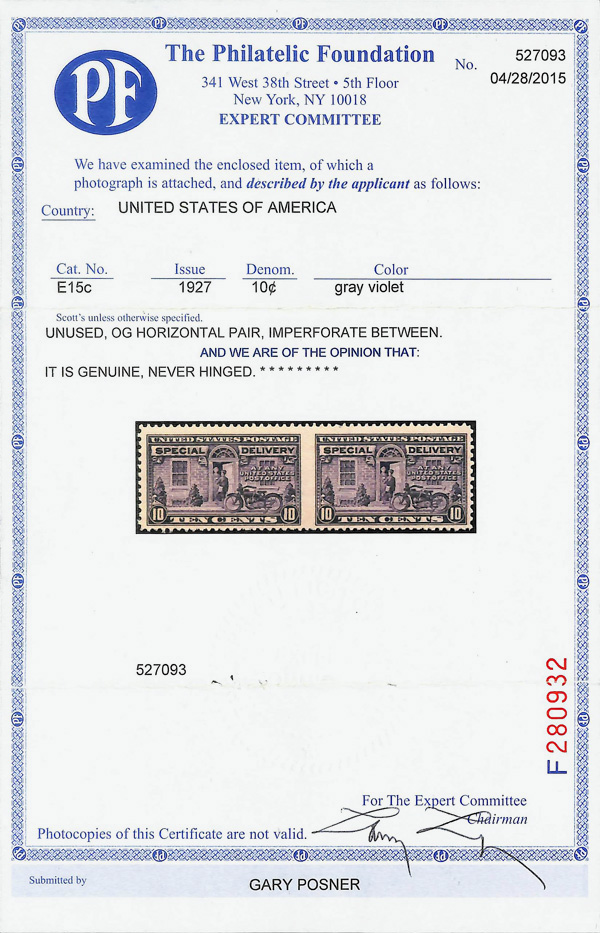 PF
The Philatelic Foundation
No. 527093
341 West 38th Street • 5th Floor
04/28/2015
New York, NY 10018
EXPERT COMMITTEE
We have examined the enclosed item, of which a
photograph is attached, and described by the applicant as follows:
Country: UNITED STATES OF AMERICA
Cat. No. Issue Denom. Color
E15c 1927 10¢ gray violet
Scott's unless otherwise specified.
UNUSED, OG HORIZONTAL PAIR, IMPERFORATE BETWEEN.
AND WE ARE OF THE OPINION THAT:
IT IS GENUINE, NEVER HINGED. * * * * * * * * *
UNITED STATES POSTAGE UNITED STATES POSTAGE
SPECIAL DELIVERY SPECIAL DELIVERY
AT ANY AT ANY
UNITED STATES UNITED STATES
POST OFFICE POST OFFICE
10 TEN CENTS 10 10 TEN CENTS 10
527093
F280932
For The Expert Committee
Chairman
Photocopies of this Certificate are not valid.
Submitted by GARY POSNER